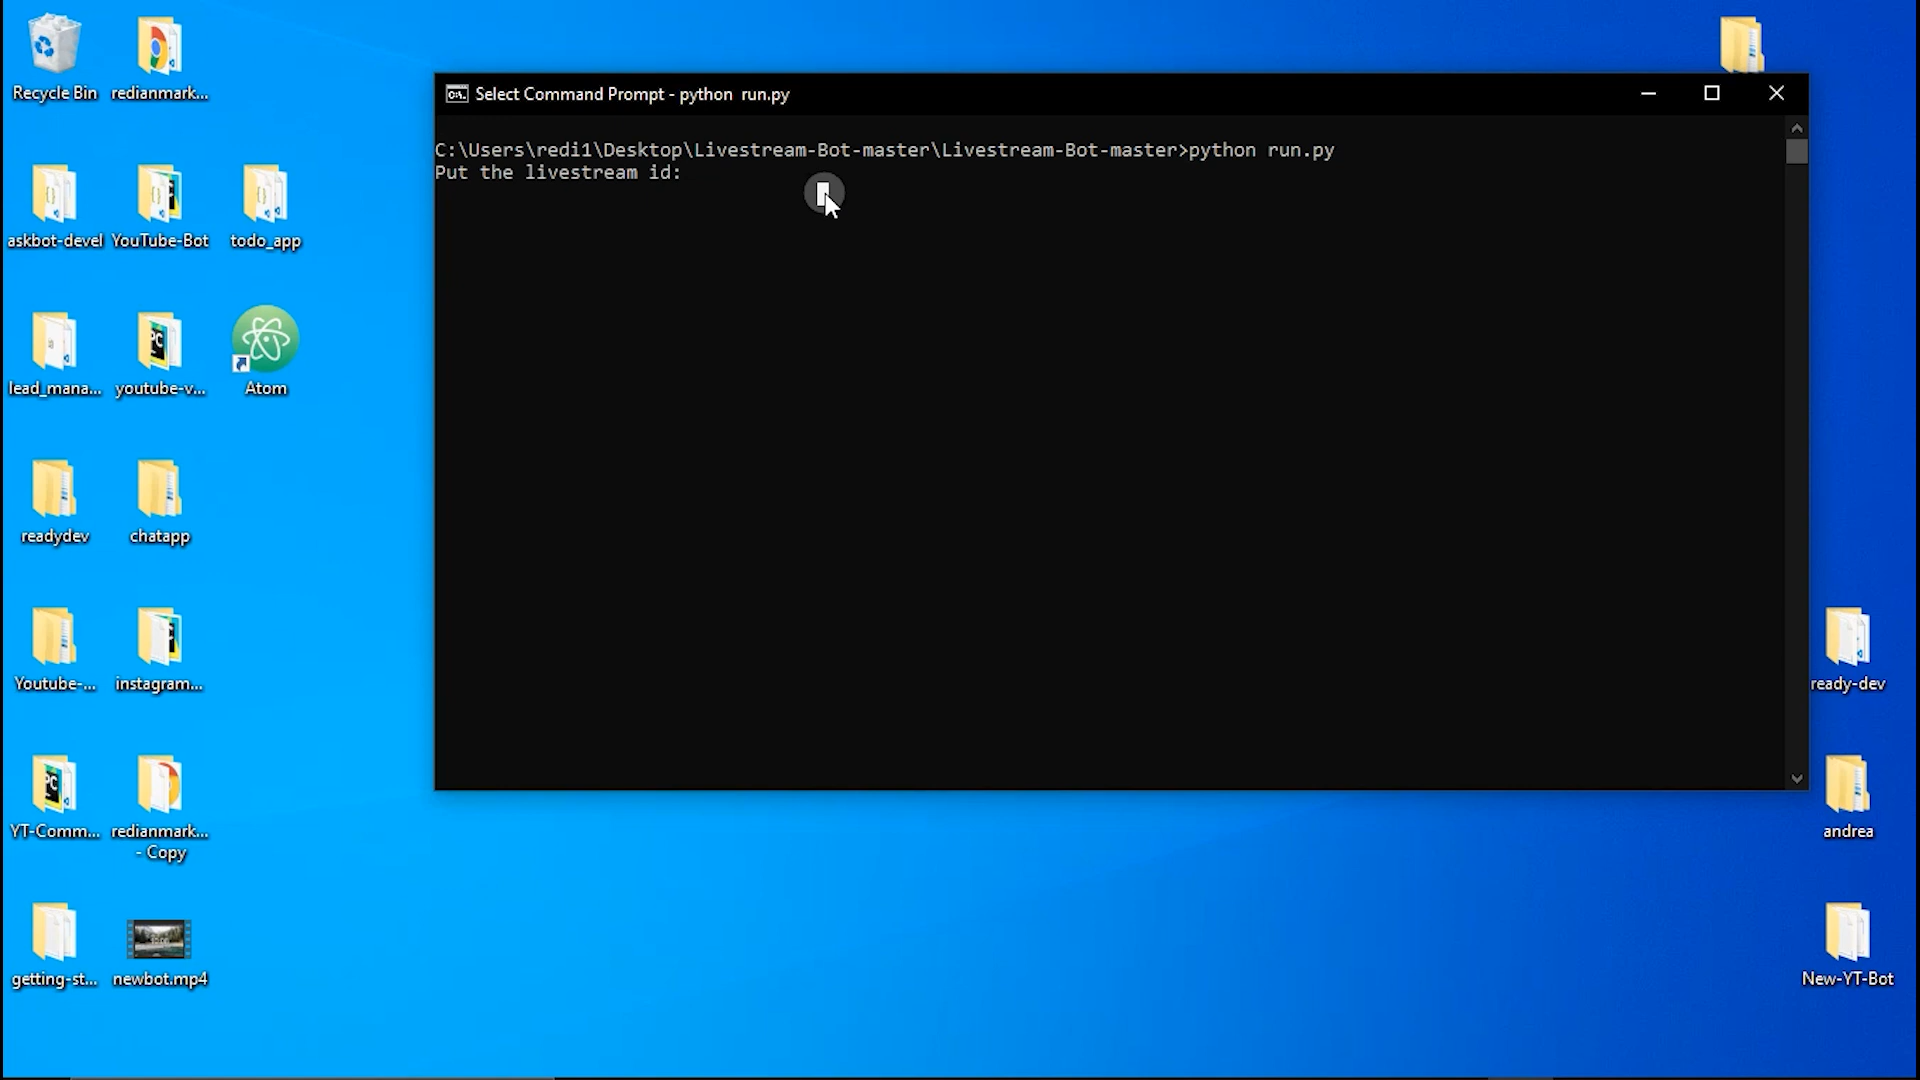 Recycle Bin
redianmark...
askbot-devel
YouTube-Bot
todo_app
lead_mana...
youtube-v...
Atom
readydev
chatapp
Youtube-...
instagram...
YT-Comm...
redianmark...
- Copy
getting-st...
newbot.mp4
Select Command Prompt - python run.py
C:\Users\redi1\Desktop\Livestream-Bot-master\Livestream-Bot-master>python run.py
Put the livestream id:
ready-dev
andrea
New-YT-Bot